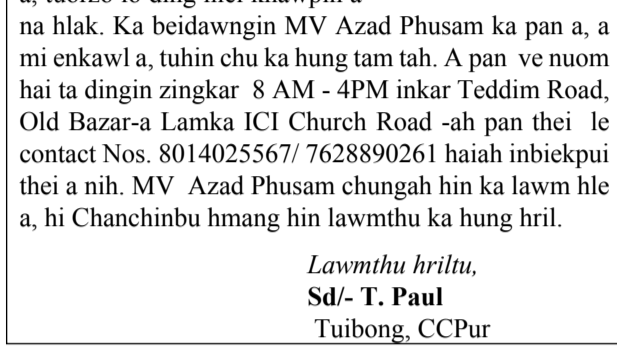 na hlak. Ka beidawngin MV Azad Phusam ka pan a, a
mi enkawl a, tuhin chu ka hung tam tah. A pan ve nuom
hai ta dingin zingkar 8 AM - 4PM inkar Teddim Road,
Old Bazar-a Lamka ICI Church Road -ah pan thei le
contact Nos. 8014025567/ 7628890261 haiah inbiekpui
thei a nih. MV Azad Phusam chungah hin ka lawm hle
a, hi Chanchinbu hmang hin lawmthu ka hung hril.
Lawmthu hriltu,
Sd/- T. Paul
Tuibong, CCPur